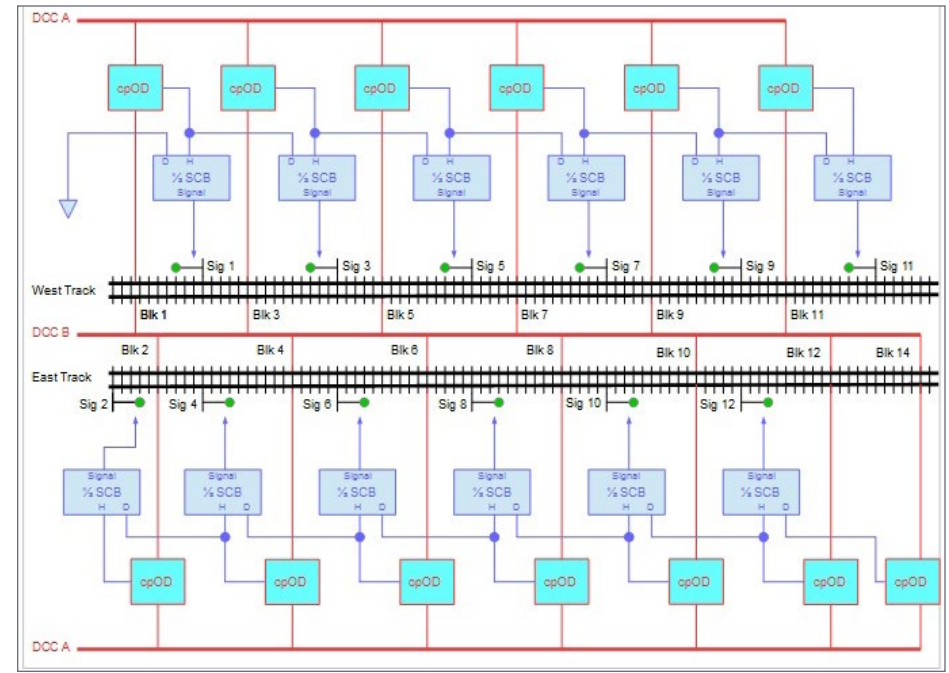 DCC A
cpOD cpOD cpOD cpOD cpOD cpOD
D H D H D H D H D H D H
½ SCB ½ SCB ½ SCB ½ SCB ½ SCB ½ SCB
Signal Signal Signal Signal Signal Signal
Sig 1 Sig 3 Sig 5 Sig 7 Sig 9 Sig 11
West Track
Blk 1 Blk 3 Blk 5 Blk 7 Blk 9 Blk 11
DCC B
Blk 2 Blk 4 Blk 6 Blk 8 Blk 10 Blk 12 Blk 14
East Track
Sig 2 Sig 4 Sig 6 Sig 8 Sig 10 Sig 12
Signal Signal Signal Signal Signal Signal
½ SCB ½ SCB ½ SCB ½ SCB ½ SCB ½ SCB
H D H D H D H D H D H D
cpOD cpOD cpOD cpOD cpOD cpOD cpOD
DCC A